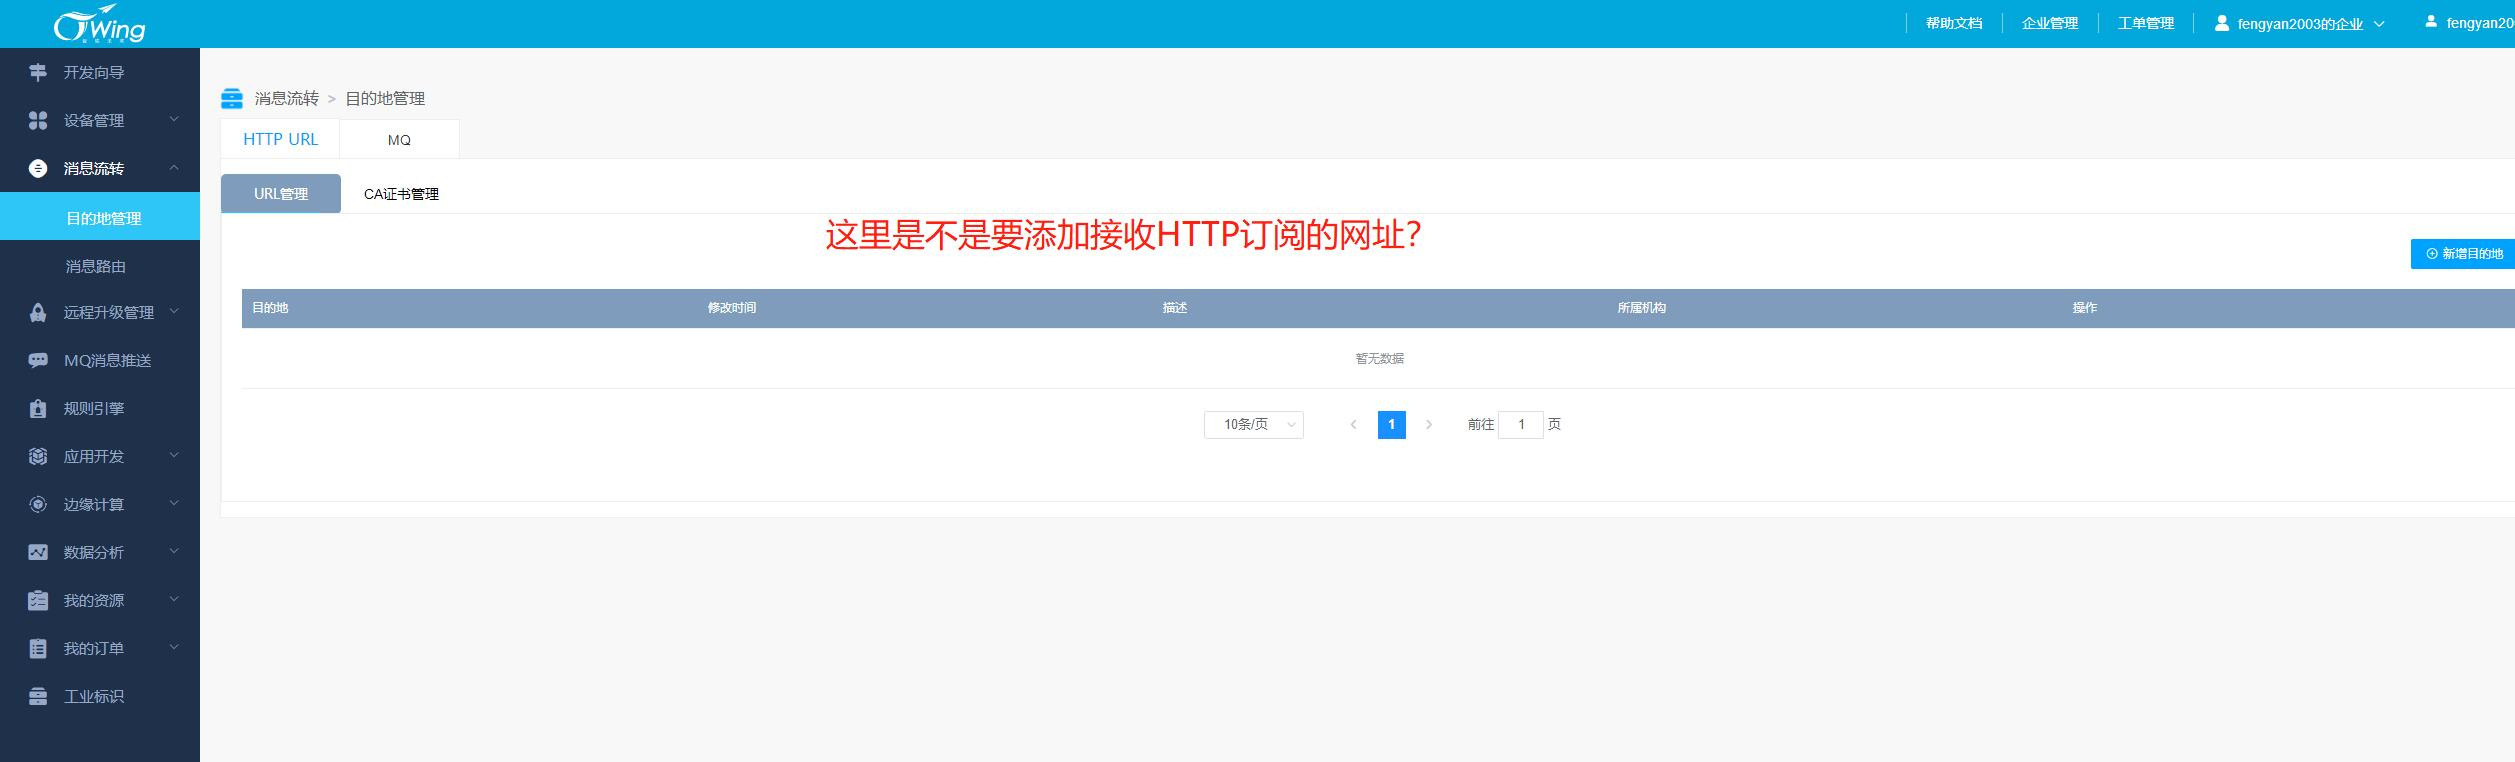 Wing
帮助文档
企业管理
工单管理
fengyan2003的企业
fengyan20
开发向导
设备管理
消息流转
目的地管理
消息路由
远程升级管理
MQ消息推送
规则引擎
应用开发
边缘计算
数据分析
我的资源
我的订单
工业标识
消息流转 > 目的地管理
HTTP URL
MQ
URL管理
CA证书管理
这里是不是要添加接收HTTP订阅的网址?
新增目的地
目的地 修改时间 描述 所属机构 操作
暂无数据
10条/页
1
前往 1 页